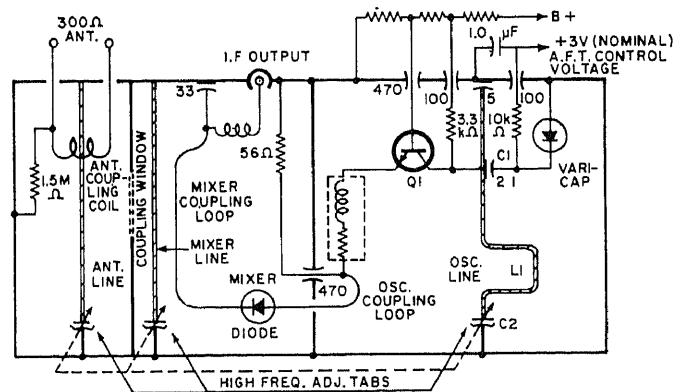 300Ω
ANT.
I.F OUTPUT
B +
1.0 µF
+3V (NOMINAL)
A.F.T. CONTROL
VOLTAGE
33
470
100
5
100
1.5M
Ω
ANT.
COUP-
LING
COIL
COUPLING WINDOW
MIXER
COUPLING
LOOP
56Ω
3.3
kΩ
10k
Ω
C1
2.1
VARI-
CAP
Q1
MIXER
LINE
ANT.
LINE
MIXER
DIODE
470
OSC.
COUPLING
LOOP
OSC.
LINE
L1
C2
HIGH FREQ. ADJ. TABS